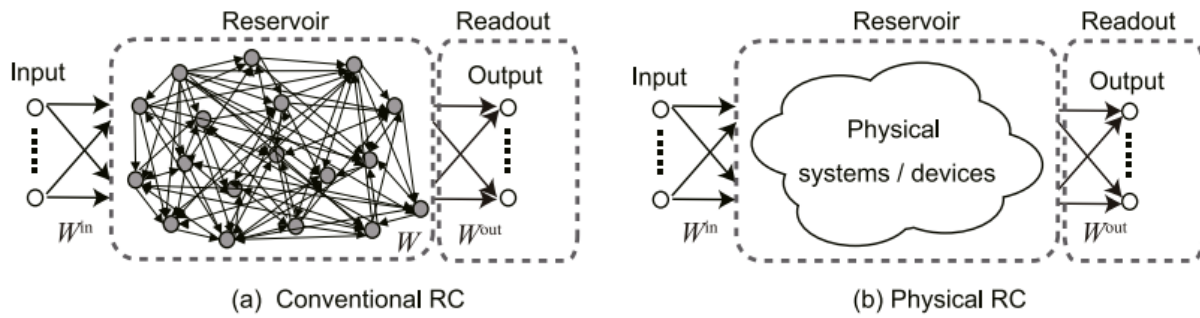 Reservoir
Readout
Input
Output
W^in
W
W^out
(a) Conventional RC
Reservoir
Readout
Input
Output
Physical
systems / devices
W^in
W^out
(b) Physical RC